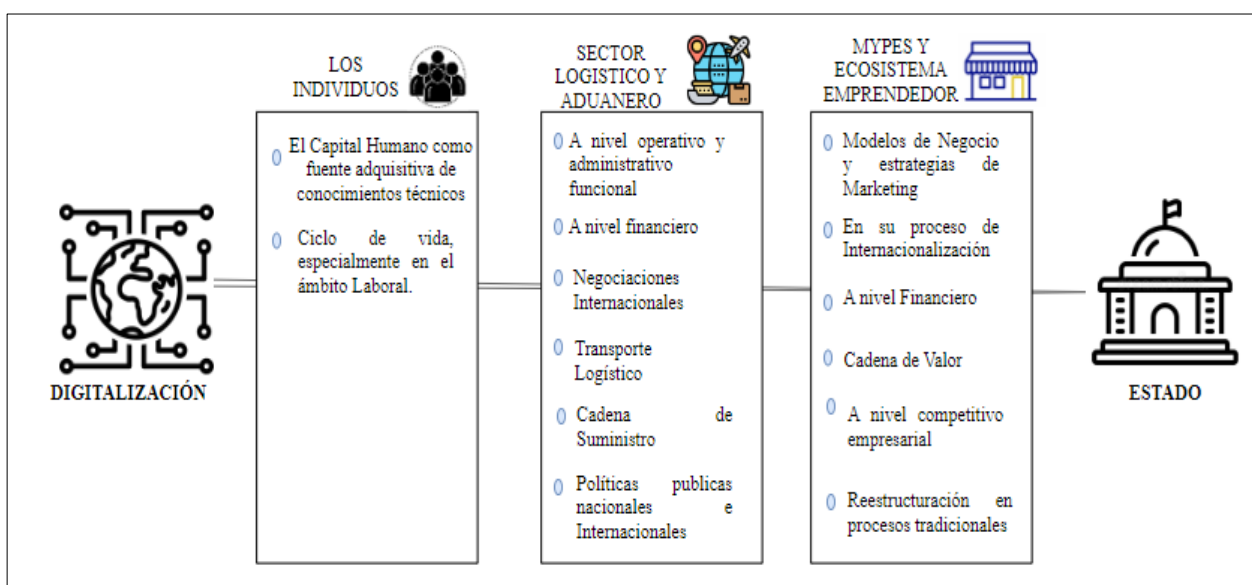 LOS
INDIVIDUOS
El Capital Humano como
fuente adquisitiva de
conocimientos técnicos
Ciclo de vida,
especialmente en el
ámbito Laboral.
SECTOR
LOGISTICO Y
ADUANERO
A nivel operativo y
administrativo
funcional
A nivel financiero
Negociaciones
Internacionales
Transporte
Logístico
Cadena de
Suministro
Políticas publicas
nacionales e
Internacionales
MYPES Y
ECOSISTEMA
EMPRENDEDOR
Modelos de Negocio
y estrategias de
Marketing
En su proceso de
Internacionalización
A nivel Financiero
Cadena de Valor
A nivel competitivo
empresarial
Reestructuración en
procesos tradicionales
DIGITALIZACIÓN
ESTADO